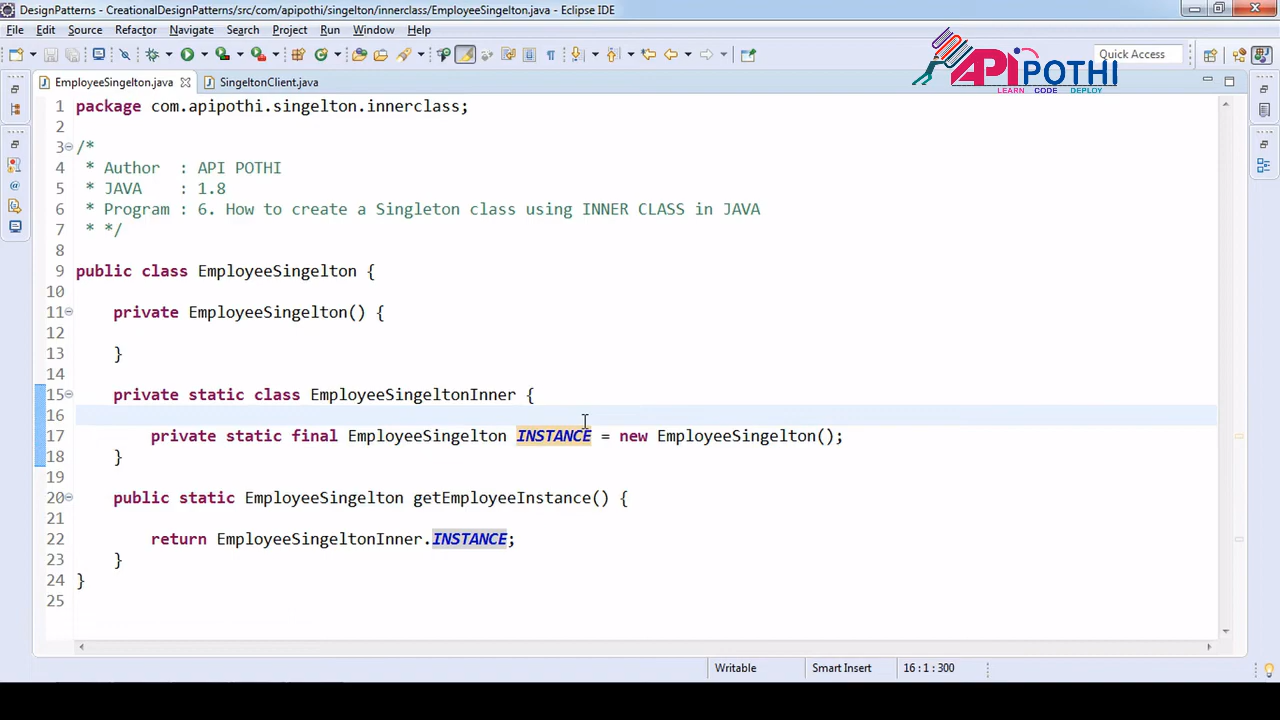 DesignPatterns - CreationalDesignPatterns/src/com/apipothi/singelton/innerclass/EmployeeSingelton.java - Eclipse IDE
File Edit Source Refactor Navigate Search Project Run Window Help
Quick Access
APIPOTHI
LEARN CODE DEPLOY
EmployeeSingelton.java SingeltonClient.java
1 package com.apipothi.singelton.innerclass;
2
3 /*
4 * Author : API POTHI
5 * JAVA : 1.8
6 * Program : 6. How to create a Singleton class using INNER CLASS in JAVA
7 * */
8
9 public class EmployeeSingelton {
10
11 private EmployeeSingelton() {
12
13 }
14
15 private static class EmployeeSingeltonInner {
16
17 private static final EmployeeSingelton INSTANCE = new EmployeeSingelton();
18 }
19
20 public static EmployeeSingelton getEmployeeInstance() {
21
22 return EmployeeSingeltonInner.INSTANCE;
23 }
24 }
25
Writable Smart Insert 16 : 1 : 300